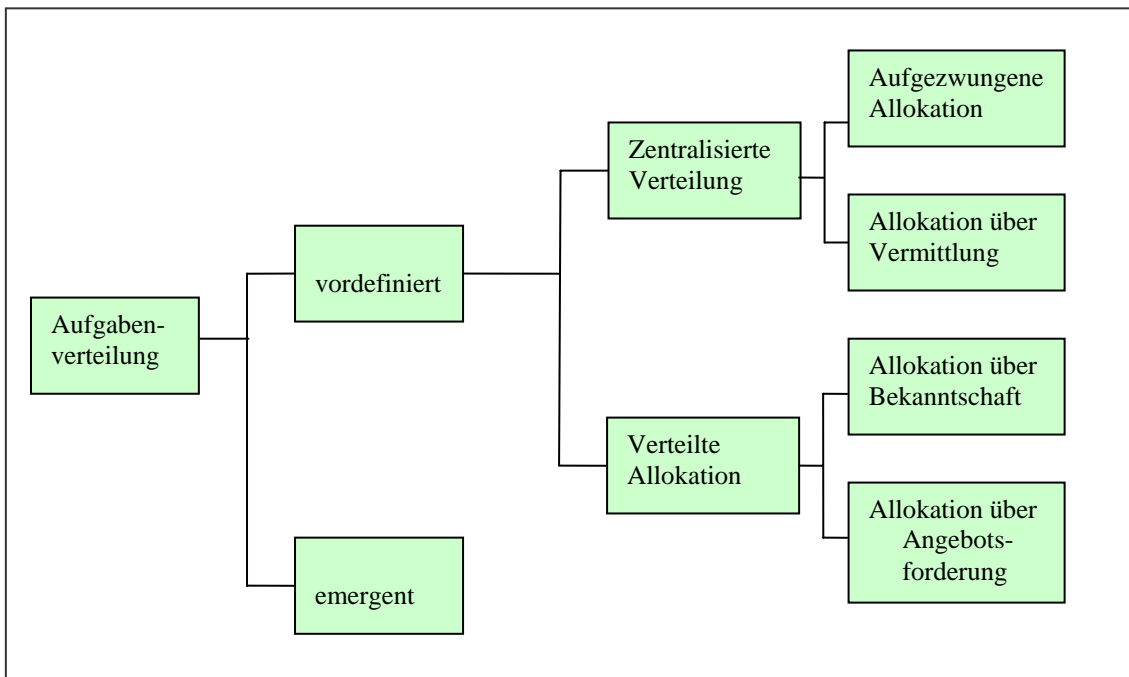 Aufgaben-
verteilung
vordefiniert
emergent
Zentralisierte
Verteilung
Verteilte
Allokation
Aufgezwungene
Allokation
Allokation über
Vermittlung
Allokation über
Bekanntschaft
Allokation über
Angebots-
forderung